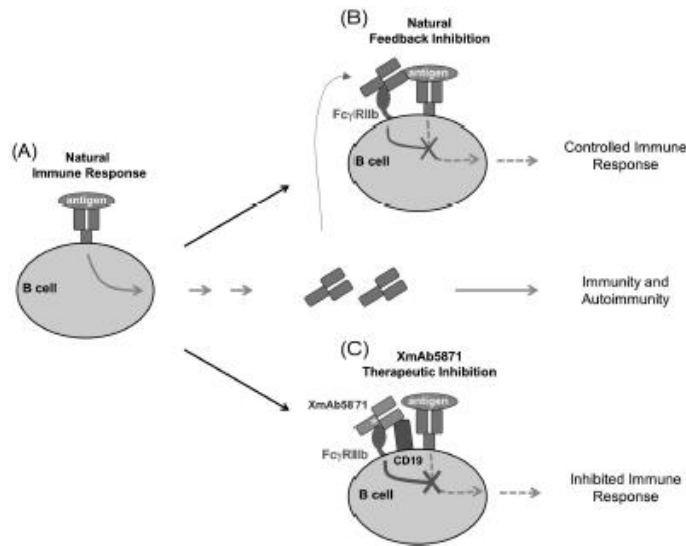 (B)
Natural
Feedback Inhibition
antigen
FcγRIIb
B cell
Controlled Immune
Response
(A)
Natural
Immune Response
antigen
B cell
Immunity and
Autoimmunity
(C)
XmAb5871
Therapeutic Inhibition
XmAb5871
antigen
FcγRIIb
CD19
B cell
Inhibited Immune
Response